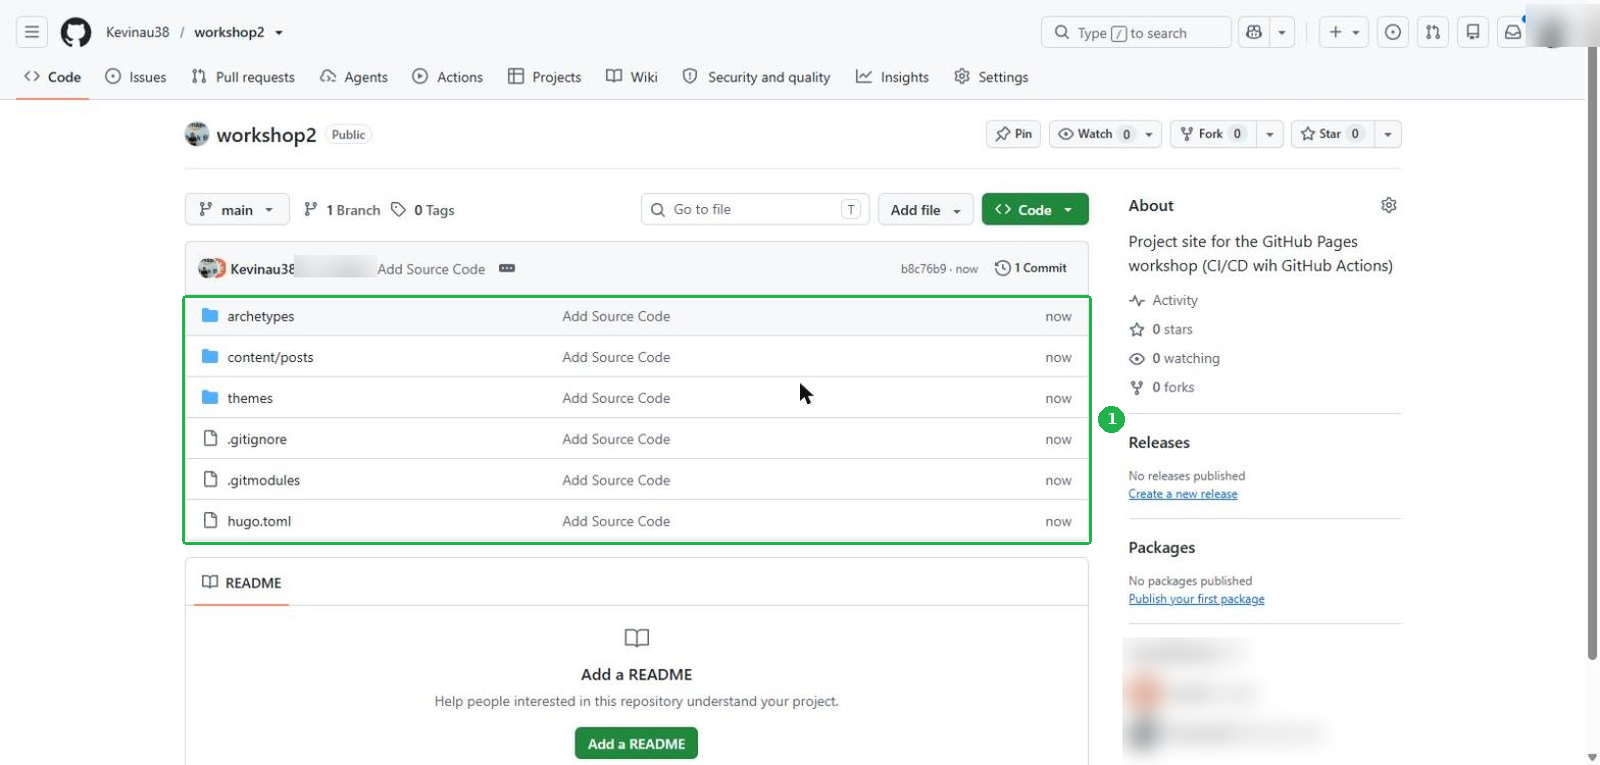 Kevinau38 / workshop2
Type / to search
Code
Issues
Pull requests
Agents
Actions
Projects
Wiki
Security and quality
Insights
Settings
workshop2 Public
Pin
Watch 0
Fork 0
Star 0
main
1 Branch
0 Tags
Go to file T
Add file
Code
Kevinau38 Add Source Code
b8c76b9 · now
1 Commit
archetypes Add Source Code now
content/posts Add Source Code now
themes Add Source Code now
.gitignore Add Source Code now
.gitmodules Add Source Code now
hugo.toml Add Source Code now
1
README
Add a README
Help people interested in this repository understand your project.
Add a README
About
Project site for the GitHub Pages
workshop (CI/CD wih GitHub Actions)
Activity
0 stars
0 watching
0 forks
Releases
No releases published
Create a new release
Packages
No packages published
Publish your first package